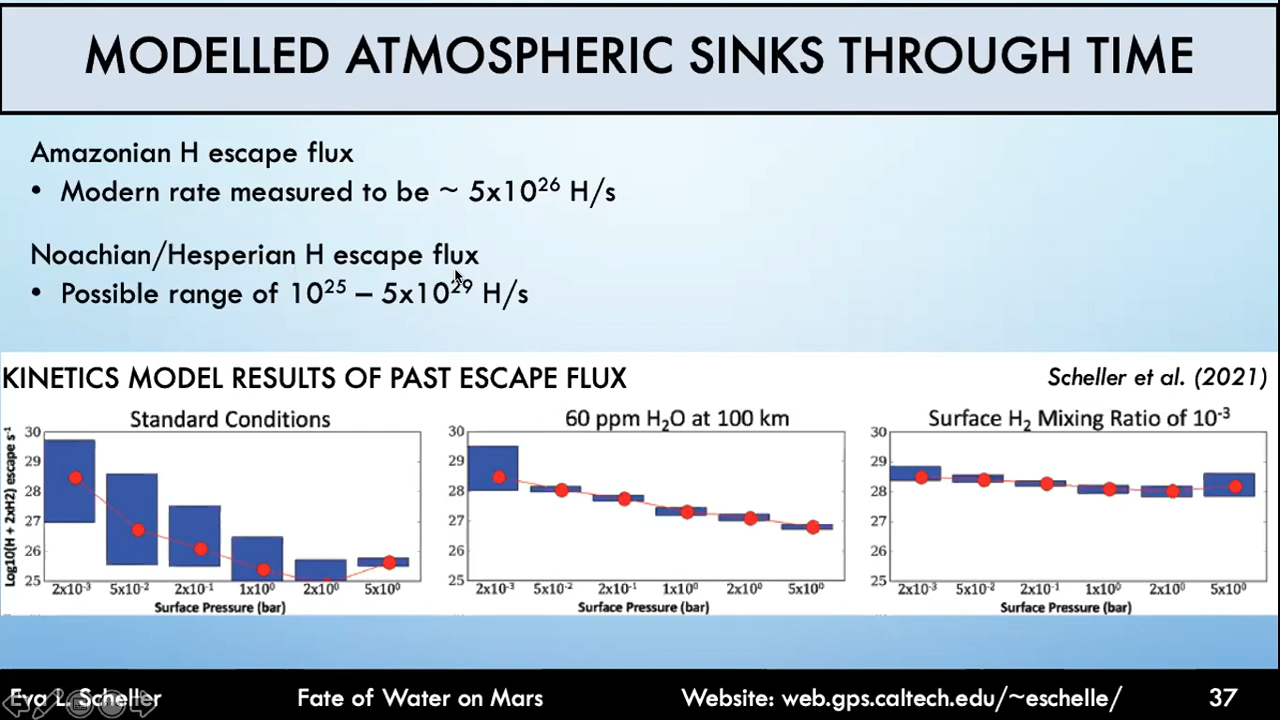 MODELLED ATMOSPHERIC SINKS THROUGH TIME
Amazonian H escape flux
• Modern rate measured to be ~ 5x10²⁶ H/s
Noachian/Hesperian H escape flux
• Possible range of 10²⁵ – 5x10²⁹ H/s
KINETICS MODEL RESULTS OF PAST ESCAPE FLUX
Scheller et al. (2021)
Log10(H + 2xH2) escape s⁻¹
Standard Conditions
30
29
28
27
26
25
2x10⁻³ 5x10⁻² 2x10⁻¹ 1x10⁰ 2x10⁰ 5x10⁰
Surface Pressure (bar)
60 ppm H₂O at 100 km
30
29
28
27
26
25
2x10⁻³ 5x10⁻² 2x10⁻¹ 1x10⁰ 2x10⁰ 5x10⁰
Surface Pressure (bar)
Surface H₂ Mixing Ratio of 10⁻³
30
29
28
27
26
25
2x10⁻³ 5x10⁻² 2x10⁻¹ 1x10⁰ 2x10⁰ 5x10⁰
Surface Pressure (bar)
Eva L. Scheller
Fate of Water on Mars
Website: web.gps.caltech.edu/~eschelle/
37